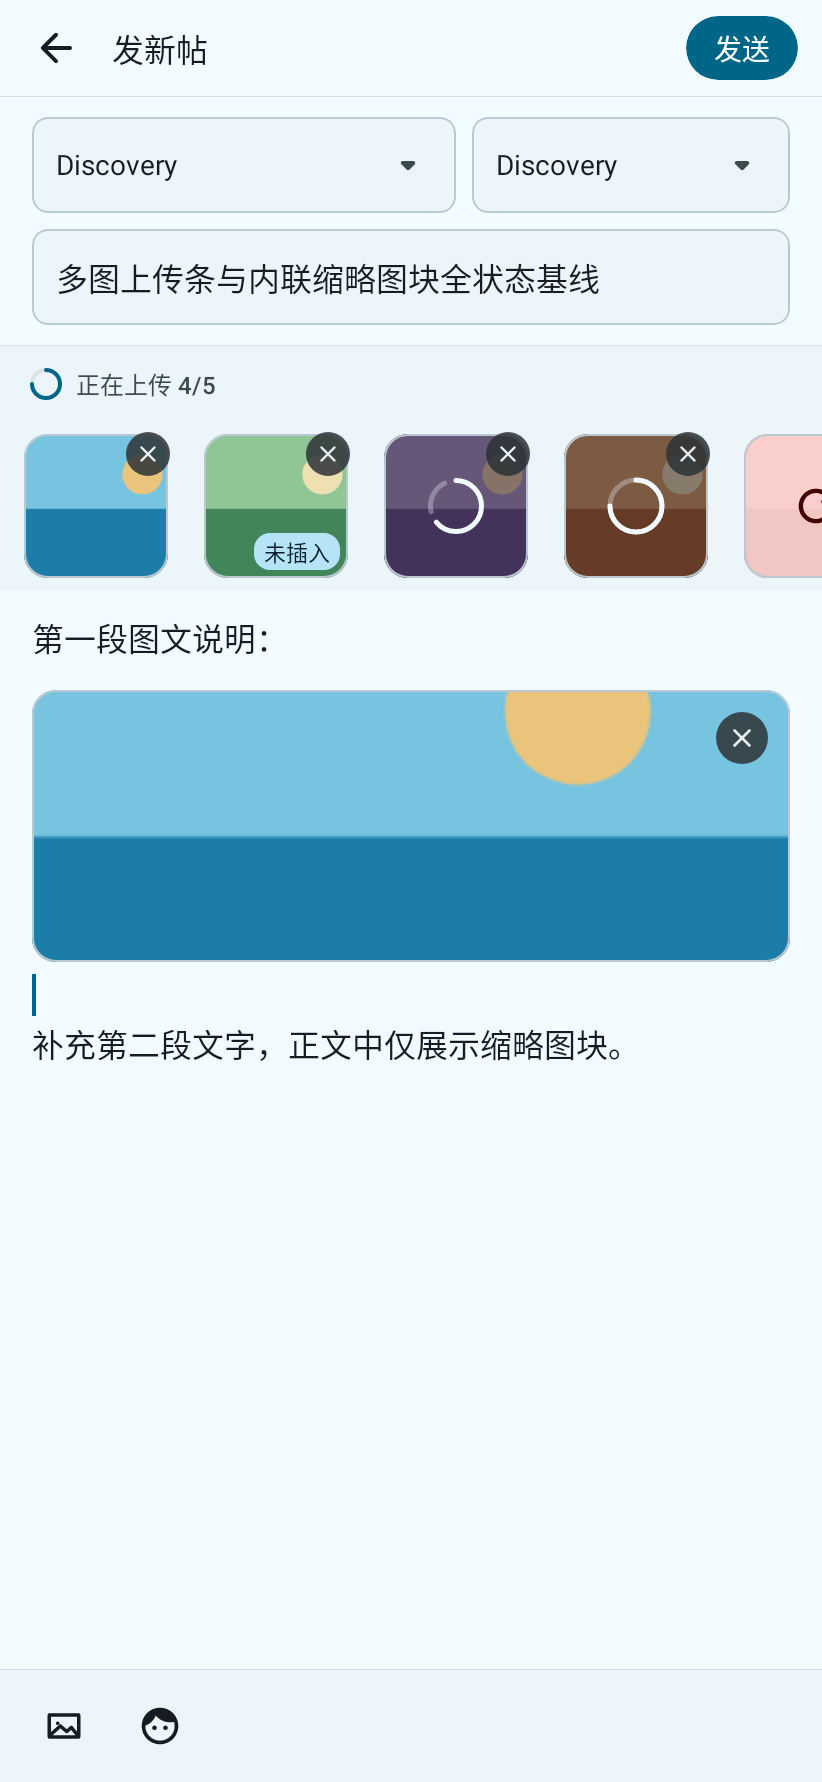 发新帖
发送
Discovery
Discovery
多图上传条与内联缩略图块全状态基线
正在上传 4/5
未插入
第一段图文说明：
补充第二段文字，正文中仅展示缩略图块。